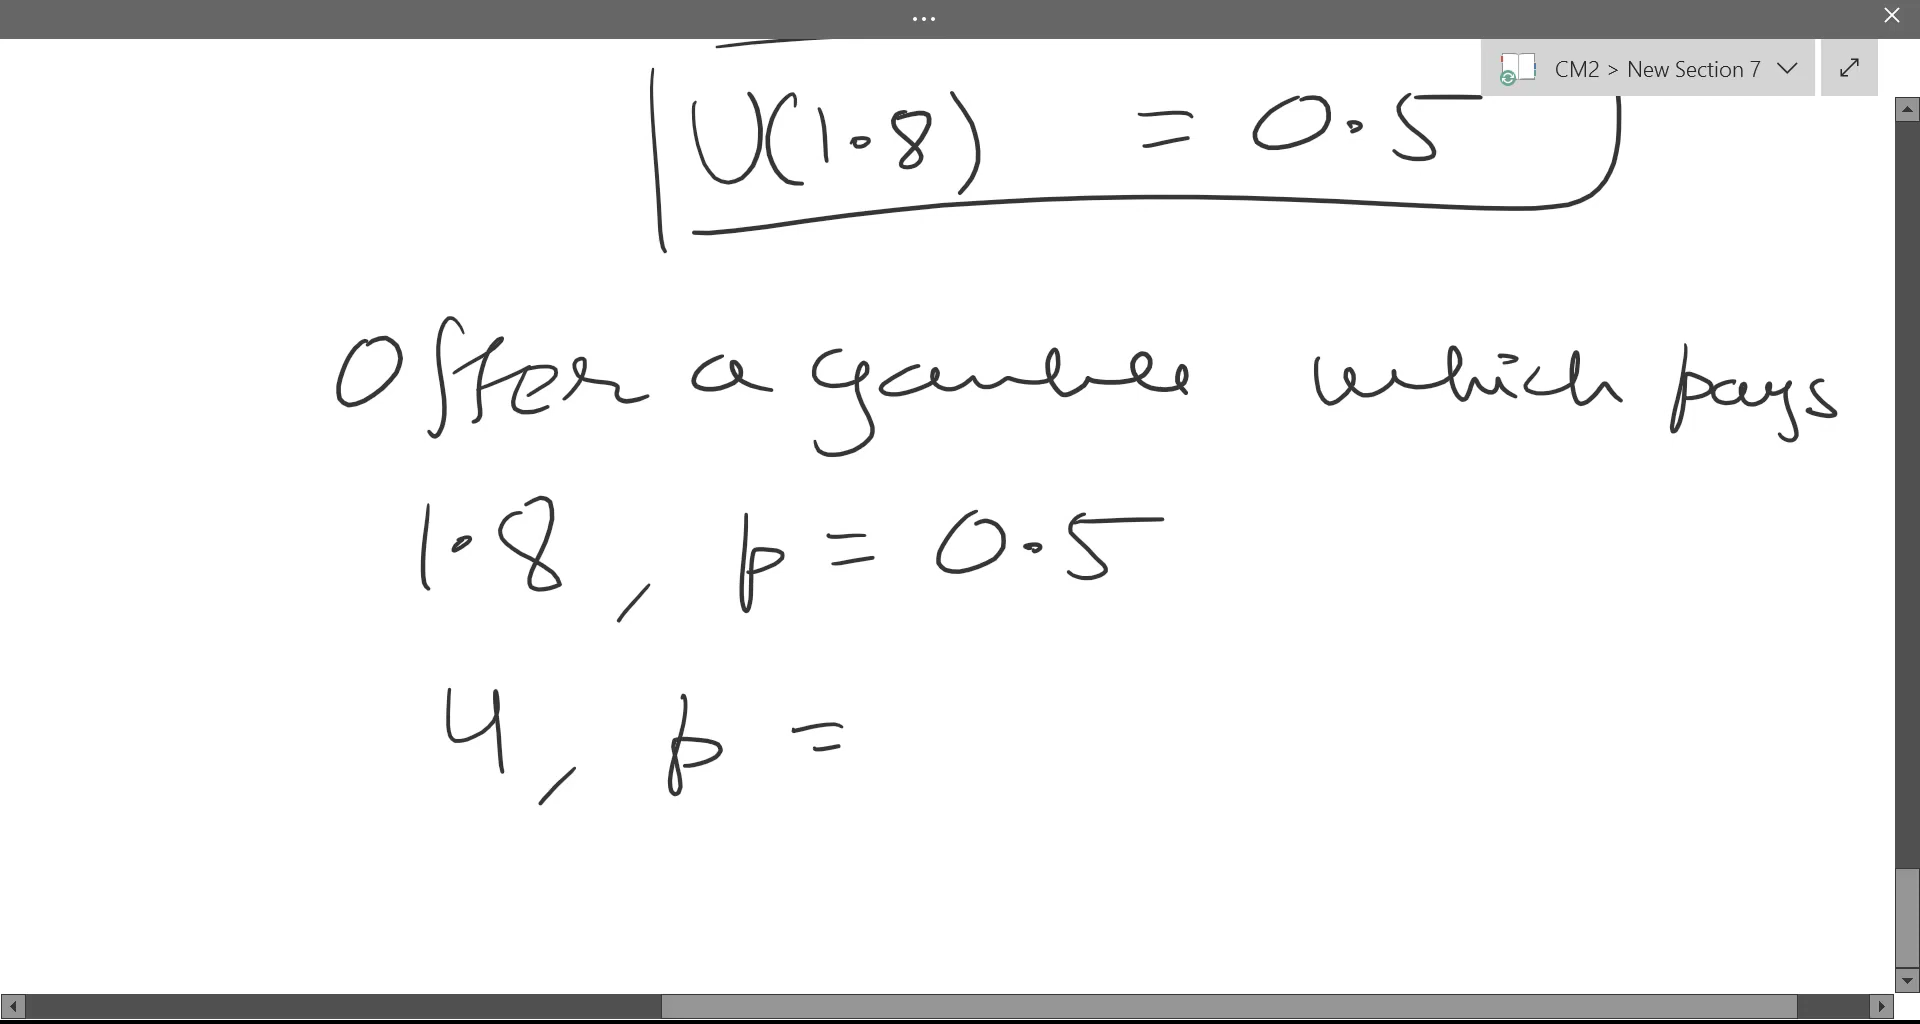 ...
CM2 > New Section 7
U(1.8) = 0.5
Offer a gamble which pays
1.8, p = 0.5
4, p =